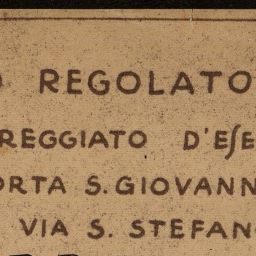 O REGOLATO
REGGIATO D'EſE
ORTA S. GIOVANN
VIA S. STEFAN